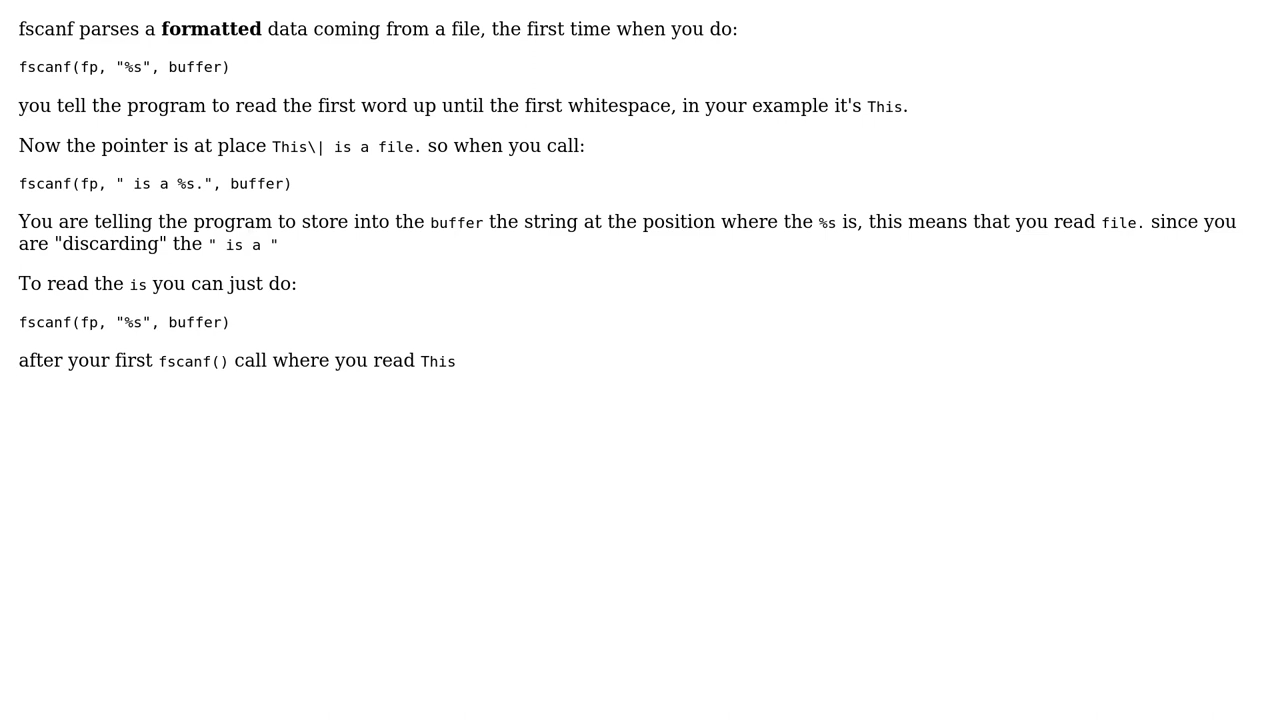 fscanf parses a formatted data coming from a file, the first time when you do:
fscanf(fp, "%s", buffer)
you tell the program to read the first word up until the first whitespace, in your example it's This.
Now the pointer is at place This\| is a file. so when you call:
fscanf(fp, " is a %s.", buffer)
You are telling the program to store into the buffer the string at the position where the %s is, this means that you read file. since you
are "discarding" the " is a "
To read the is you can just do:
fscanf(fp, "%s", buffer)
after your first fscanf() call where you read This